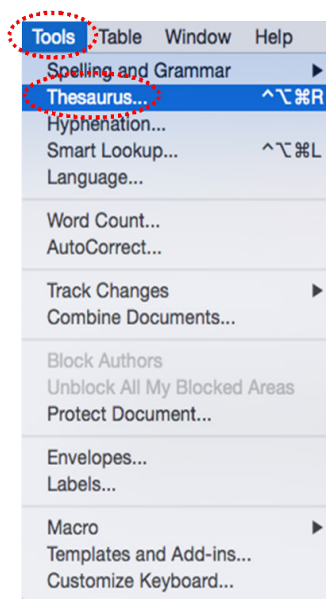 Tools Table Window Help
Spelling and Grammar ▶
Thesaurus... ^⌥⌘R
Hyphenation...
Smart Lookup... ^⌥⌘L
Language...
Word Count...
AutoCorrect...
Track Changes ▶
Combine Documents...
Block Authors
Unblock All My Blocked Areas
Protect Document...
Envelopes...
Labels...
Macro ▶
Templates and Add-ins...
Customize Keyboard...